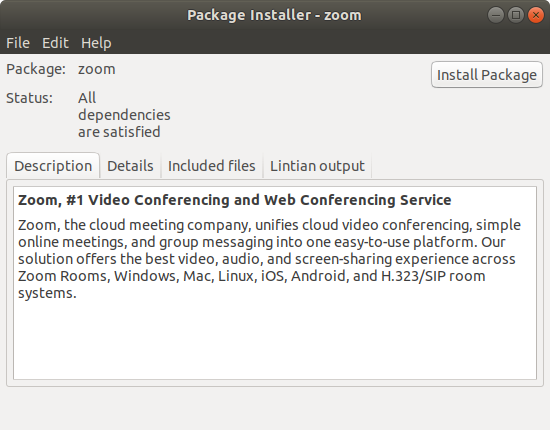 Package Installer - zoom
File Edit Help
Package: zoom
Install Package
Status: All
dependencies
are satisfied
Description Details Included files Lintian output
Zoom, #1 Video Conferencing and Web Conferencing Service
Zoom, the cloud meeting company, unifies cloud video conferencing, simple
online meetings, and group messaging into one easy-to-use platform. Our
solution offers the best video, audio, and screen-sharing experience across
Zoom Rooms, Windows, Mac, Linux, iOS, Android, and H.323/SIP room
systems.